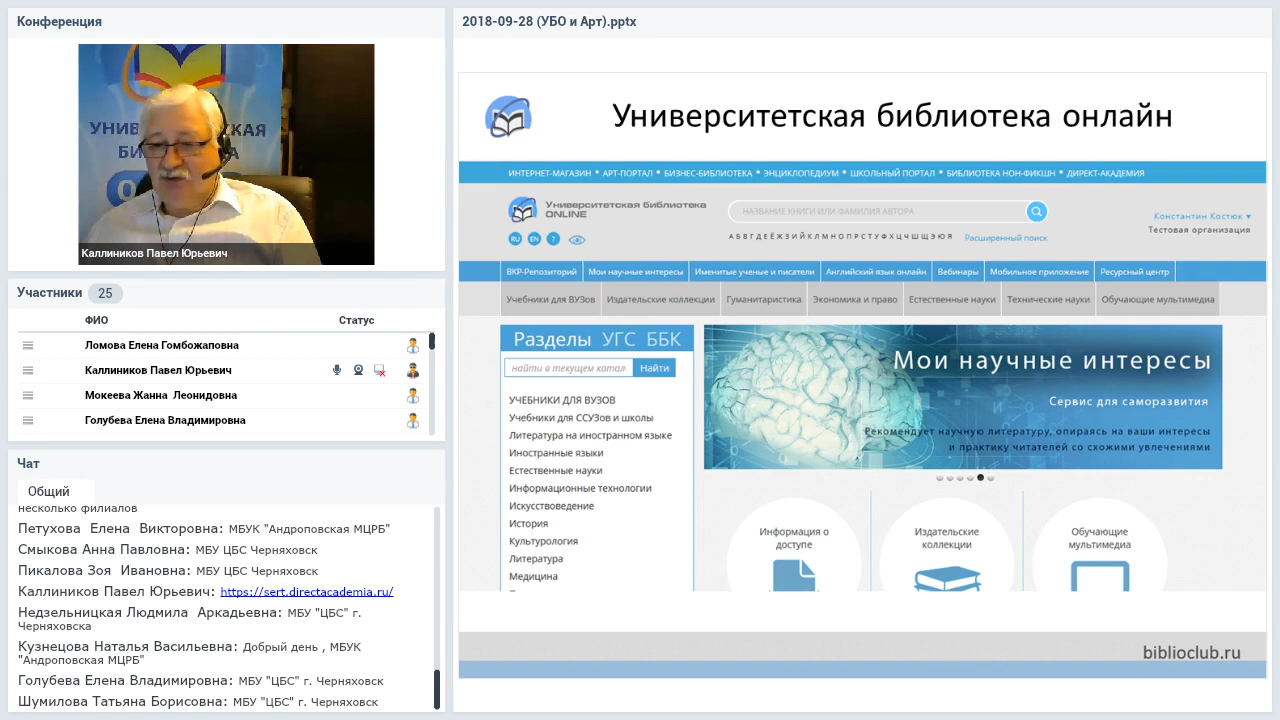 Конференция
УНИВ
СКАЯ
Каллиников Павел Юрьевич
Участники 25
ФИО Статус
Ломова Елена Гомбожаповна
Каллиников Павел Юрьевич
Мокеева Жанна Леонидовна
Голубева Елена Владимировна
Чат
Общий
несколько филиалов
Петухова Елена Викторовна: МБУК "Андроповская МЦРБ"
Смыкова Анна Павловна: МБУ ЦБС Черняховск
Пикалова Зоя Ивановна: МБУ ЦБС Черняховск
Каллиников Павел Юрьевич: https://sert.directacademia.ru/
Недзельницкая Людмила Аркадьевна: МБУ "ЦБС" г.
Черняховска
Кузнецова Наталья Васильевна: Добрый день , МБУК
"Андроповская МЦРБ"
Голубева Елена Владимировна: МБУ "ЦБС" г. Черняховск
Шумилова Татьяна Борисовна: МБУ "ЦБС" г. Черняховск
2018-09-28 (УБО и Арт).pptx
Университетская библиотека онлайн
ИНТЕРНЕТ-МАГАЗИН • АРТ-ПОРТАЛ • БИЗНЕС-БИБЛИОТЕКА • ЭНЦИКЛОПЕДИУМ • ШКОЛЬНЫЙ ПОРТАЛ • БИБЛИОТЕКА НОН-ФИКШН • ДИРЕКТ-АКАДЕМИЯ
Университетская библиотека
ONLINE
НАЗВАНИЕ КНИГИ ИЛИ ФАМИЛИЯ АВТОРА
Константин Костюк ▾
Тестовая организация
RU EN ?
А Б В Г Д Е Ё Ж З И Й К Л М Н О П Р С Т У Ф Х Ц Ч Ш Щ Э Ю Я Расширенный поиск
ВКР-Репозиторий Мои научные интересы Именитые ученые и писатели Английский язык онлайн Вебинары Мобильное приложение Ресурсный центр
Учебники для ВУЗов Издательские коллекции Гуманитаристика Экономика и право Естественные науки Технические науки Обучающие мультимедиа
Разделы УГС ББК
найти в текущем катал Найти
УЧЕБНИКИ ДЛЯ ВУЗОВ
Учебники для ССУЗов и школы
Литература на иностранном языке
Иностранные языки
Естественные науки
Информационные технологии
Искусствоведение
История
Культурология
Литература
Медицина
Мои научные интересы
Сервис для саморазвития
Рекомендует научную литературу, опираясь на ваши интересы
и практику читателей со схожими увлечениями
Информация о
доступе
Издательские
коллекции
Обучающие
мультимедиа
biblioclub.ru